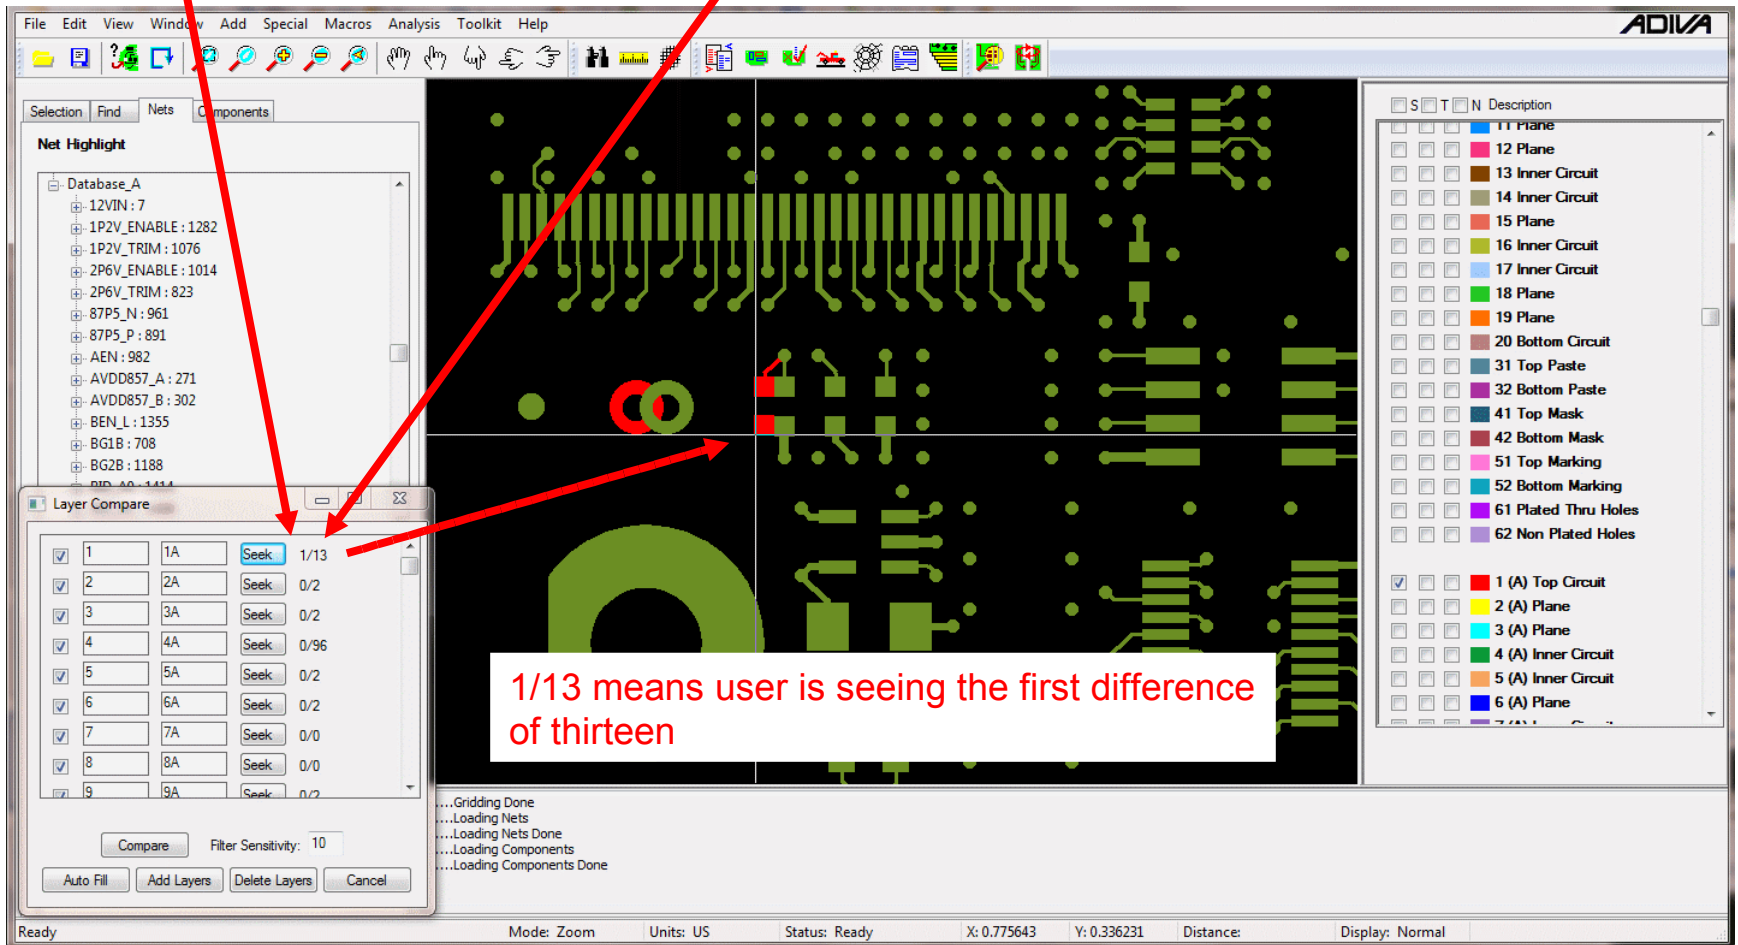 File Edit View Window Add Special Macros Analysis Toolkit Help
ADIVA
Selection Find Nets Components
Net Highlight
Database_A
12VIN : 7
1P2V_ENABLE : 1282
1P2V_TRIM : 1076
2P6V_ENABLE : 1014
2P6V_TRIM : 823
87P5_N : 961
87P5_P : 891
AEN : 982
AVDD857_A : 271
AVDD857_B : 302
BEN_L : 1355
BG1B : 708
BG2B : 1188
BID_A0 : 1414
Layer Compare
1 1A Seek 1/13
2 2A Seek 0/2
3 3A Seek 0/2
4 4A Seek 0/96
5 5A Seek 0/2
6 6A Seek 0/2
7 7A Seek 0/0
8 8A Seek 0/0
9 9A Seek 0/2
Compare Filter Sensitivity: 10
Auto Fill Add Layers Delete Layers Cancel
1/13 means user is seeing the first difference
of thirteen
S T N Description
11 Plane
12 Plane
13 Inner Circuit
14 Inner Circuit
15 Plane
16 Inner Circuit
17 Inner Circuit
18 Plane
19 Plane
20 Bottom Circuit
31 Top Paste
32 Bottom Paste
41 Top Mask
42 Bottom Mask
51 Top Marking
52 Bottom Marking
61 Plated Thru Holes
62 Non Plated Holes
1 (A) Top Circuit
2 (A) Plane
3 (A) Plane
4 (A) Inner Circuit
5 (A) Inner Circuit
6 (A) Plane
7 (A) Inner Circuit
....Gridding Done
....Loading Nets
....Loading Nets Done
....Loading Components
....Loading Components Done
Ready Mode: Zoom Units: US Status: Ready X: 0.775643 Y: 0.336231 Distance: Display: Normal